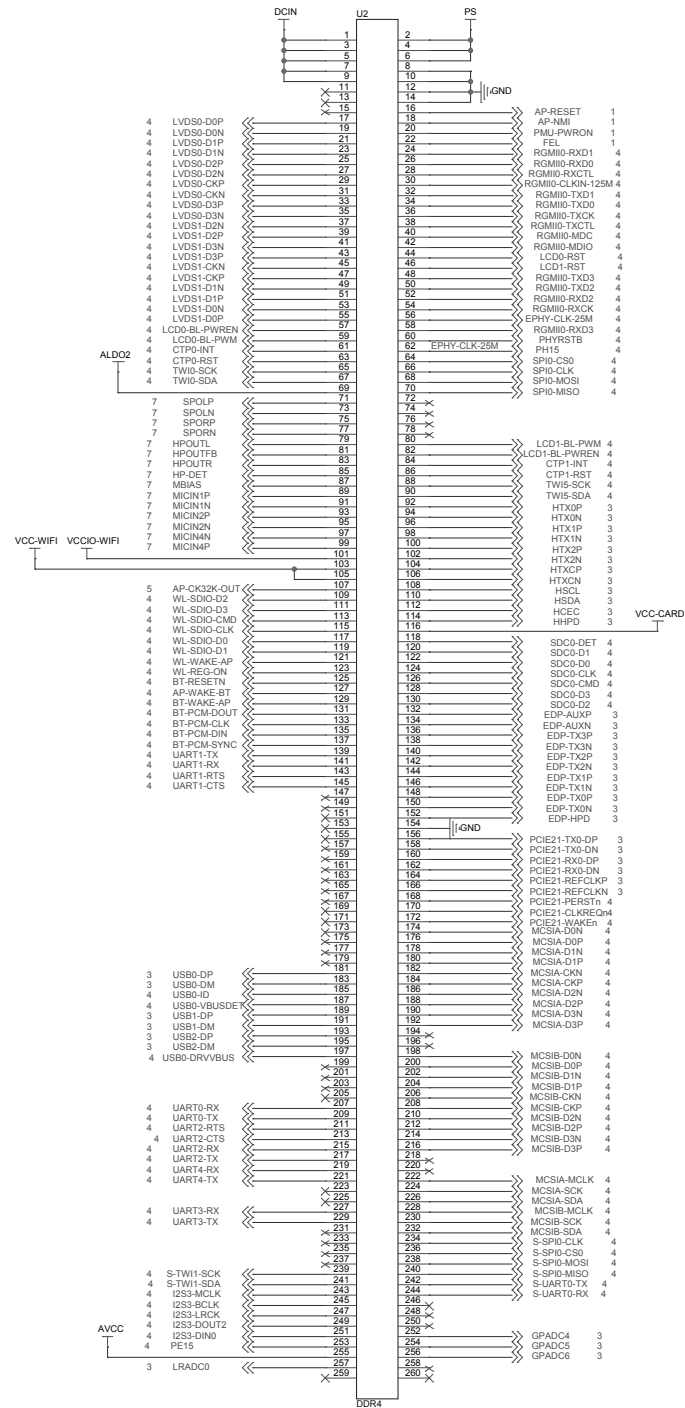 DCIN
U2
PS
1
3
5
7
9
11
13
15
4 LVDS0-D0P 17
4 LVDS0-D0N 19
4 LVDS0-D1P 21
4 LVDS0-D1N 23
4 LVDS0-D2P 25
4 LVDS0-D2N 27
4 LVDS0-CKP 29
4 LVDS0-CKN 31
4 LVDS0-D3P 33
4 LVDS0-D3N 35
4 LVDS1-D2N 37
4 LVDS1-D2P 39
4 LVDS1-D3N 41
4 LVDS1-D3P 43
4 LVDS1-CKN 45
4 LVDS1-CKP 47
4 LVDS1-D1N 49
4 LVDS1-D1P 51
4 LVDS1-D0N 53
4 LVDS1-D0P 55
4 LCD0-BL-PWREN 57
4 LCD0-BL-PWM 59
4 CTP0-INT 61
4 CTP0-RST 63
4 TWI0-SCK 65
4 TWI0-SDA 67
ALDO2 69
7 SPOLP 71
7 SPOLN 73
7 SPORP 75
7 SPORN 77
7 HPOUTL 79
7 HPOUTFB 81
7 HPOUTR 83
7 HP-DET 85
7 MBIAS 87
7 MICIN1P 89
7 MICIN1N 91
7 MICIN2P 93
7 MICIN2N 95
7 MICIN4N 97
7 MICIN4P 99
VCC-WIFI VCCIO-WIFI
101
103
105
5 AP-CK32K-OUT 107
4 WL-SDIO-D2 109
4 WL-SDIO-D3 111
4 WL-SDIO-CMD 113
4 WL-SDIO-CLK 115
4 WL-SDIO-D0 117
4 WL-SDIO-D1 119
4 WL-WAKE-AP 121
4 WL-REG-ON 123
4 BT-RESETN 125
4 AP-WAKE-BT 127
4 BT-WAKE-AP 129
4 BT-PCM-DOUT 131
4 BT-PCM-CLK 133
4 BT-PCM-DIN 135
4 BT-PCM-SYNC 137
4 UART1-TX 139
4 UART1-RX 141
4 UART1-RTS 143
4 UART1-CTS 145
147
149
151
153
155
157
159
161
163
165
167
169
171
173
175
177
179
3 USB0-DP 181
3 USB0-DM 183
4 USB0-ID 185
4 USB0-VBUSDET 187
3 USB1-DP 189
3 USB1-DM 191
3 USB2-DP 193
3 USB2-DM 195
4 USB0-DRVVBUS 197
199
201
203
205
4 UART0-RX 207
4 UART0-TX 209
4 UART2-RTS 211
4 UART2-CTS 213
4 UART2-RX 215
4 UART2-TX 217
4 UART4-RX 219
4 UART4-TX 221
223
225
4 UART3-RX 227
4 UART3-TX 229
231
233
235
237
4 S-TWI1-SCK 239
4 S-TWI1-SDA 241
4 I2S3-MCLK 243
4 I2S3-BCLK 245
4 I2S3-LRCK 247
4 I2S3-DOUT2 249
4 I2S3-DIN0 251
4 PE15 253
AVCC 255
3 LRADC0 257
259
2
4
6
8
10
12 GND
14
16 AP-RESET 1
18 AP-NMI 1
20 PMU-PWRON 1
22 FEL 1
24 RGMII0-RXD1 4
26 RGMII0-RXD0 4
28 RGMII0-RXCTL 4
30 RGMII0-CLKIN-125M 4
32 RGMII0-TXD1 4
34 RGMII0-TXD0 4
36 RGMII0-TXCK 4
38 RGMII0-TXCTL 4
40 RGMII0-MDC 4
42 RGMII0-MDIO 4
44 LCD0-RST 4
46 LCD1-RST 4
48 RGMII0-TXD3 4
50 RGMII0-TXD2 4
52 RGMII0-RXD2 4
54 RGMII0-RXCK 4
56 EPHY-CLK-25M 4
58 RGMII0-RXD3 4
60 PHYRSTB 4
62 EPHY-CLK-25M PH15 4
64 SPI0-CS0 4
66 SPI0-CLK 4
68 SPI0-MOSI 4
70 SPI0-MISO 4
72
74
76
78
80 LCD1-BL-PWM 4
82 LCD1-BL-PWREN 4
84 CTP1-INT 4
86 CTP1-RST 4
88 TWI5-SCK 4
90 TWI5-SDA 4
92 HTX0P 3
94 HTX0N 3
96 HTX1P 3
98 HTX1N 3
100 HTX2P 3
102 HTX2N 3
104 HTXCP 3
106 HTXCN 3
108 HSCL 3
110 HSDA 3
112 HCEC 3
114 HHPD 3
116 VCC-CARD
118 SDC0-DET 4
120 SDC0-D1 4
122 SDC0-D0 4
124 SDC0-CLK 4
126 SDC0-CMD 4
128 SDC0-D3 4
130 SDC0-D2 4
132 EDP-AUXP 3
134 EDP-AUXN 3
136 EDP-TX3P 3
138 EDP-TX3N 3
140 EDP-TX2P 3
142 EDP-TX2N 3
144 EDP-TX1P 3
146 EDP-TX1N 3
148 EDP-TX0P 3
150 EDP-TX0N 3
152 EDP-HPD 3
154 GND
156 PCIE21-TX0-DP 3
158 PCIE21-TX0-DN 3
160 PCIE21-RX0-DP 3
162 PCIE21-RX0-DN 3
164 PCIE21-REFCLKP 3
166 PCIE21-REFCLKN 3
168 PCIE21-PERSTn 4
170 PCIE21-CLKREQn 4
172 PCIE21-WAKEn 4
174 MCSIA-D0N 4
176 MCSIA-D0P 4
178 MCSIA-D1N 4
180 MCSIA-D1P 4
182 MCSIA-CKN 4
184 MCSIA-CKP 4
186 MCSIA-D2N 4
188 MCSIA-D2P 4
190 MCSIA-D3N 4
192 MCSIA-D3P 4
194
196
198 MCSIB-D0N 4
200 MCSIB-D0P 4
202 MCSIB-D1N 4
204 MCSIB-D1P 4
206 MCSIB-CKN 4
208 MCSIB-CKP 4
210 MCSIB-D2N 4
212 MCSIB-D2P 4
214 MCSIB-D3N 4
216 MCSIB-D3P 4
218
220
222 MCSIA-MCLK 4
224 MCSIA-SCK 4
226 MCSIA-SDA 4
228 MCSIB-MCLK 4
230 MCSIB-SCK 4
232 MCSIB-SDA 4
234 S-SPI0-CLK 4
236 S-SPI0-CS0 4
238 S-SPI0-MOSI 4
240 S-SPI0-MISO 4
242 S-UART0-TX 4
244 S-UART0-RX 4
246
248
250
252 GPADC4 3
254 GPADC5 3
256 GPADC6 3
258
260
DDR4